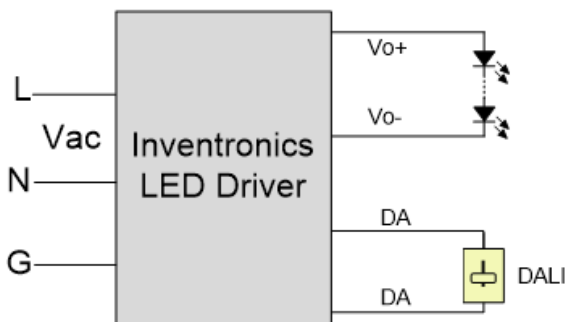 L
Vac
N
G
Inventronics
LED Driver
Vo+
Vo-
DA
DALI
DA